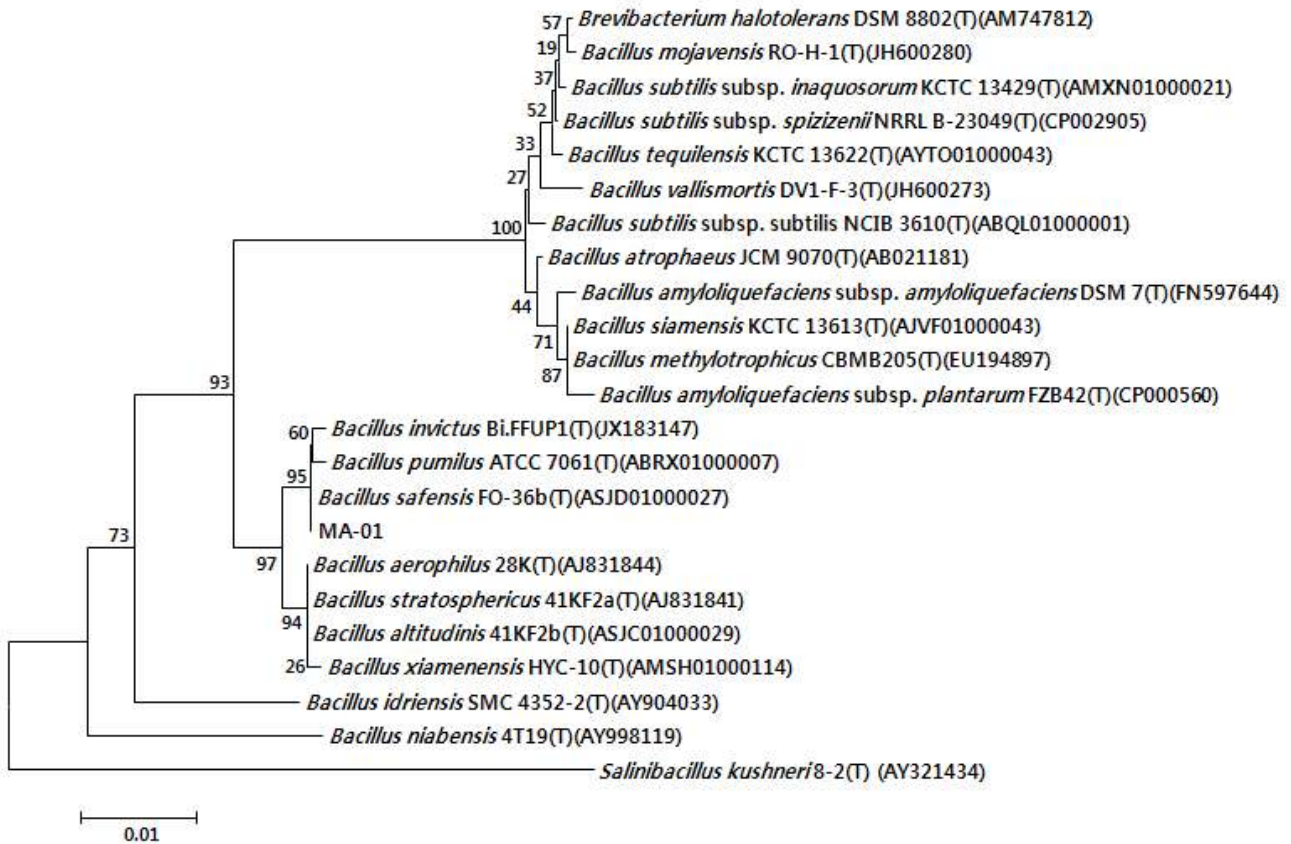 57
Brevibacterium halotolerans DSM 8802(T)(AM747812)
19
Bacillus mojavensis RO-H-1(T)(JH600280)
37
Bacillus subtilis subsp. inaquosorum KCTC 13429(T)(AMXN01000021)
52
Bacillus subtilis subsp. spizizenii NRRL B-23049(T)(CP002905)
33
Bacillus tequilensis KCTC 13622(T)(AYTO01000043)
27
Bacillus vallismortis DV1-F-3(T)(JH600273)
100
Bacillus subtilis subsp. subtilis NCIB 3610(T)(ABQL01000001)
Bacillus atrophaeus JCM 9070(T)(AB021181)
44
Bacillus amyloliquefaciens subsp. amyloliquefaciens DSM 7(T)(FN597644)
71
Bacillus siamensis KCTC 13613(T)(AJVF01000043)
87
Bacillus methylotrophicus CBMB205(T)(EU194897)
93
Bacillus amyloliquefaciens subsp. plantarum FZB42(T)(CP000560)
60
Bacillus invictus Bi.FFUP1(T)(JX183147)
95
Bacillus pumilus ATCC 7061(T)(ABRX01000007)
Bacillus safensis FO-36b(T)(ASJD01000027)
73
MA-01
97
Bacillus aerophilus 28K(T)(AJ831844)
Bacillus stratosphericus 41KF2a(T)(AJ831841)
94
Bacillus altitudinis 41KF2b(T)(ASJC01000029)
26
Bacillus xiamenensis HYC-10(T)(AMSH01000114)
Bacillus idriensis SMC 4352-2(T)(AY904033)
Bacillus niabensis 4T19(T)(AY998119)
Salinibacillus kushneri 8-2(T) (AY321434)
0.01